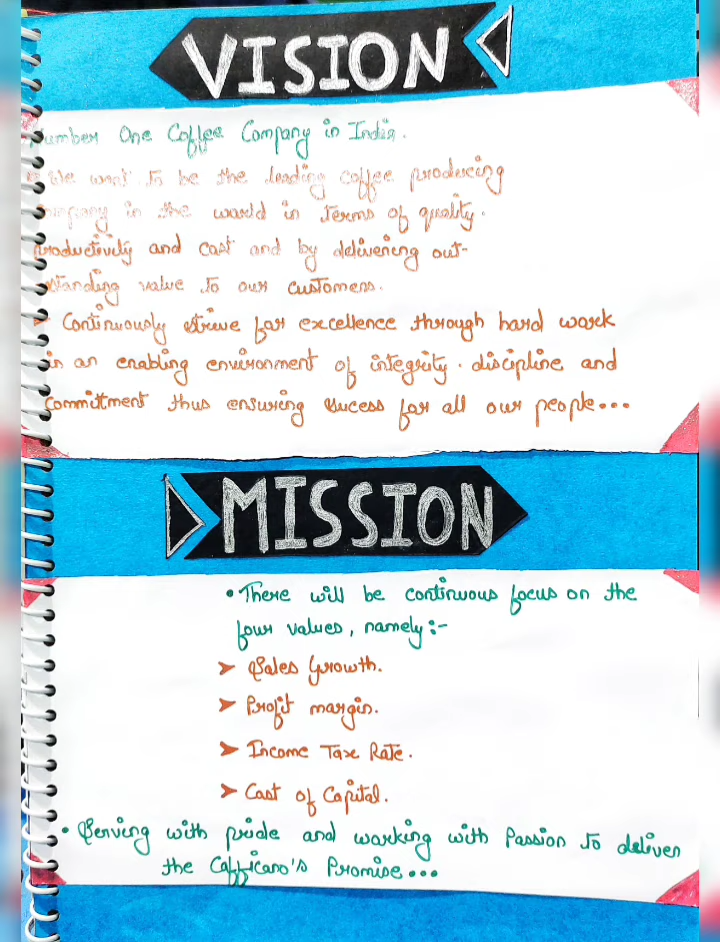 VISION
Number One Coffee Company in India.
We want to be the leading coffee producing
company in the world in terms of quality.
productivity and cast and by delivering out-
standing value to our customers.
Continuously strive for excellence through hard work
in an enabling environment of integrity. discipline and
commitment thus ensuring sucess for all our people...
MISSION
• There will be continuous focus on the
four values, namely:-
➤ Sales Growth.
➤ Profit margin.
➤ Income Tax Rate.
➤ Cast of Capital.
• Serving with pride and working with Passion to deliver
the Cafficano's Promise...